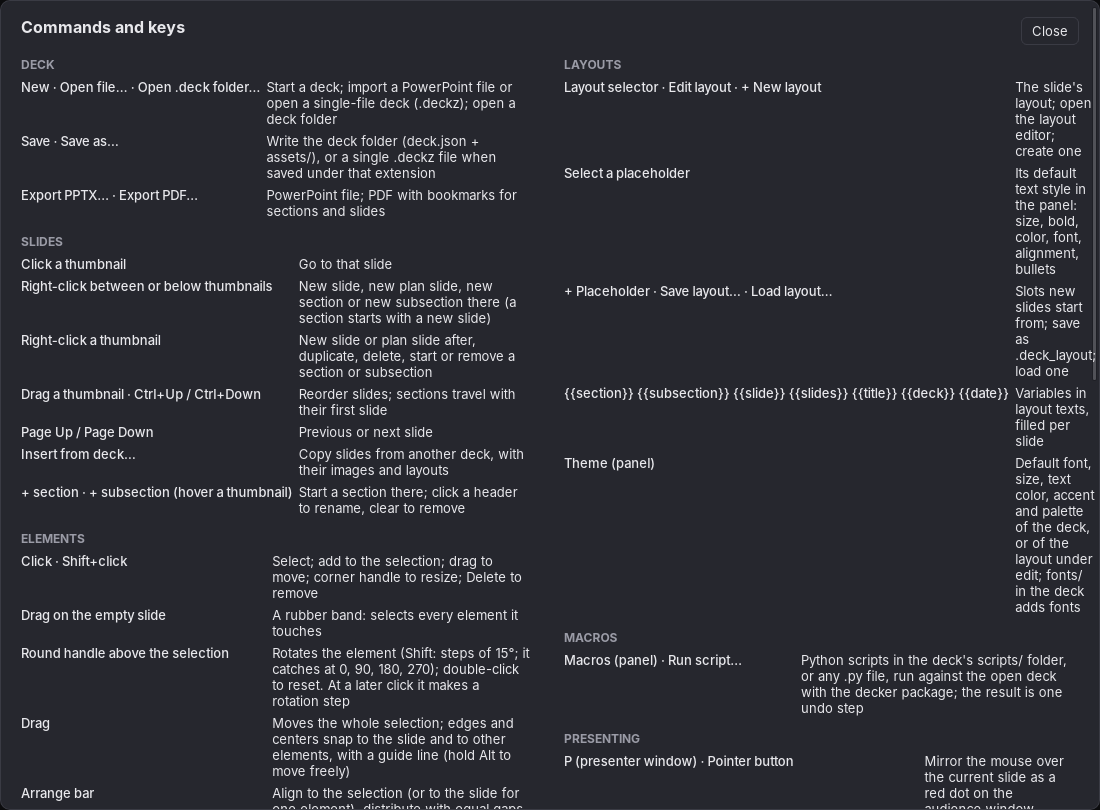 Commands and keys
Close
DECK
New · Open file... · Open .deck folder... Start a deck; import a PowerPoint file or
open a single-file deck (.deckz); open a
deck folder
Save · Save as... Write the deck folder (deck.json +
assets/), or a single .deckz file when
saved under that extension
Export PPTX... · Export PDF... PowerPoint file; PDF with bookmarks for
sections and slides
SLIDES
Click a thumbnail Go to that slide
Right-click between or below thumbnails New slide, new plan slide, new
section or new subsection there (a
section starts with a new slide)
Right-click a thumbnail New slide or plan slide after,
duplicate, delete, start or remove a
section or subsection
Drag a thumbnail · Ctrl+Up / Ctrl+Down Reorder slides; sections travel with
their first slide
Page Up / Page Down Previous or next slide
Insert from deck... Copy slides from another deck, with
their images and layouts
+ section · + subsection (hover a thumbnail) Start a section there; click a header
to rename, clear to remove
ELEMENTS
Click · Shift+click Select; add to the selection; drag to
move; corner handle to resize; Delete to
remove
Drag on the empty slide A rubber band: selects every element it
touches
Round handle above the selection Rotates the element (Shift: steps of 15°; it
catches at 0, 90, 180, 270); double-click
to reset. At a later click it makes a
rotation step
Drag Moves the whole selection; edges and
centers snap to the slide and to other
elements, with a guide line (hold Alt to
move freely)
Arrange bar Align to the selection (or to the slide for
one element), distribute with equal gaps
LAYOUTS
Layout selector · Edit layout · + New layout The slide's
layout; open
the layout
editor;
create one
Select a placeholder Its default
text style in
the panel:
size, bold,
color, font,
alignment,
bullets
+ Placeholder · Save layout... · Load layout... Slots new
slides start
from; save
as
.deck_layout;
load one
{{section}} {{subsection}} {{slide}} {{slides}} {{title}} {{deck}} {{date}} Variables in
layout texts,
filled per
slide
Theme (panel) Default font,
size, text
color, accent
and palette
of the deck,
or of the
layout under
edit; fonts/
in the deck
adds fonts
MACROS
Macros (panel) · Run script... Python scripts in the deck's scripts/ folder,
or any .py file, run against the open deck
with the decker package; the result is one
undo step
PRESENTING
P (presenter window) · Pointer button Mirror the mouse over
the current slide as a
red dot on the
audience window